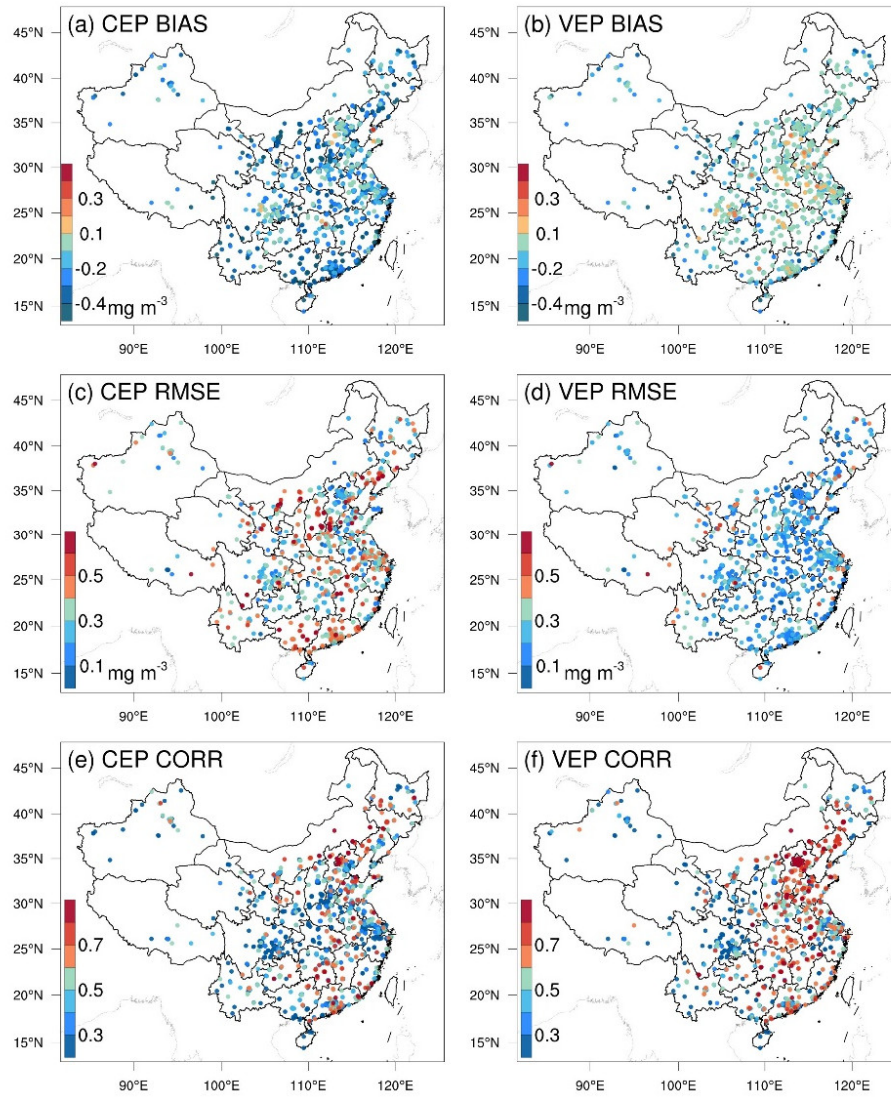 (a) CEP BIAS
45°N
40°N
35°N
30°N
25°N
20°N
15°N
0.3
0.1
-0.2
-0.4
mg m⁻³
90°E 100°E 110°E 120°E
(b) VEP BIAS
45°N
40°N
35°N
30°N
25°N
20°N
15°N
0.3
0.1
-0.2
-0.4
mg m⁻³
90°E 100°E 110°E 120°E
(c) CEP RMSE
45°N
40°N
35°N
30°N
25°N
20°N
15°N
0.5
0.3
0.1
mg m⁻³
90°E 100°E 110°E 120°E
(d) VEP RMSE
45°N
40°N
35°N
30°N
25°N
20°N
15°N
0.5
0.3
0.1
mg m⁻³
90°E 100°E 110°E 120°E
(e) CEP CORR
45°N
40°N
35°N
30°N
25°N
20°N
15°N
0.7
0.5
0.3
90°E 100°E 110°E 120°E
(f) VEP CORR
45°N
40°N
35°N
30°N
25°N
20°N
15°N
0.7
0.5
0.3
90°E 100°E 110°E 120°E